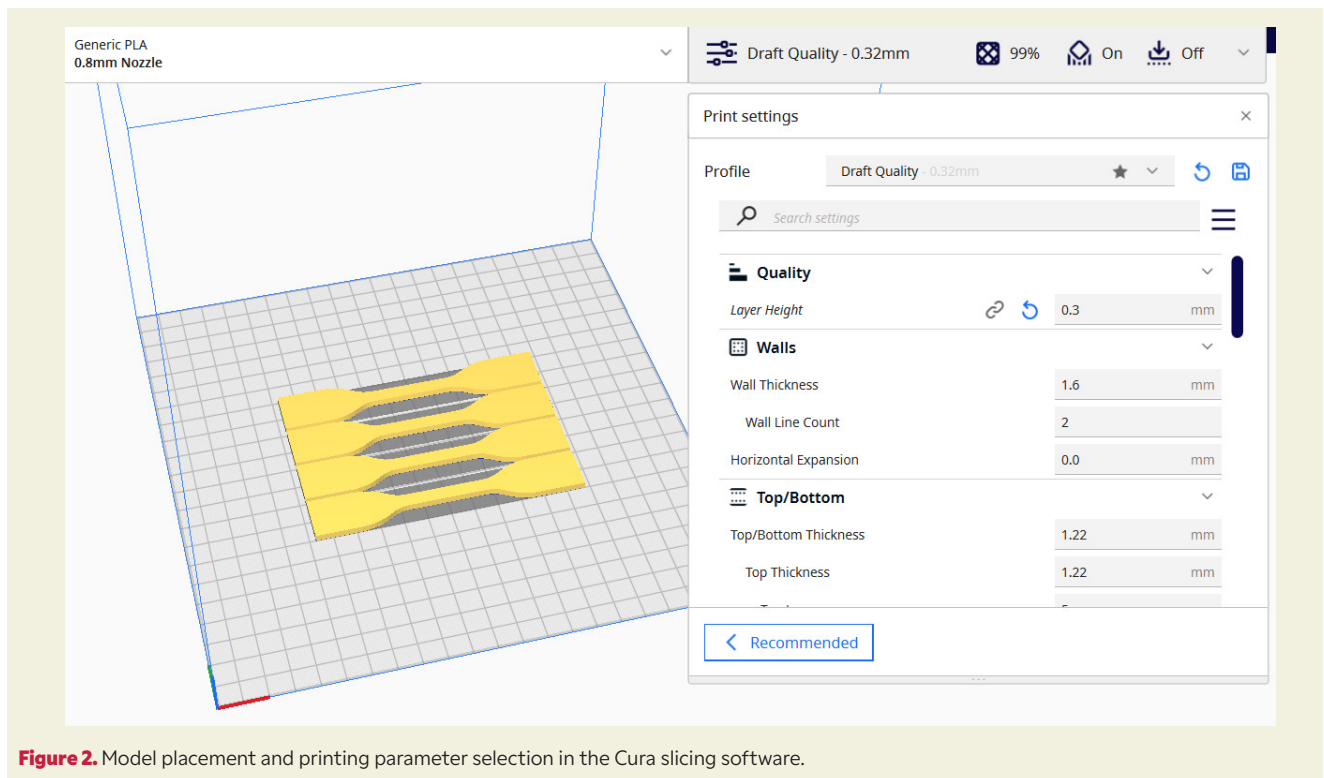 Generic PLA
0.8mm Nozzle
Draft Quality - 0.32mm 99% On Off
Print settings
Profile Draft Quality - 0.32mm
Search settings
Quality
Layer Height 0.3 mm
Walls
Wall Thickness 1.6 mm
Wall Line Count 2
Horizontal Expansion 0.0 mm
Top/Bottom
Top/Bottom Thickness 1.22 mm
Top Thickness 1.22 mm
Recommended
Figure 2. Model placement and printing parameter selection in the Cura slicing software.